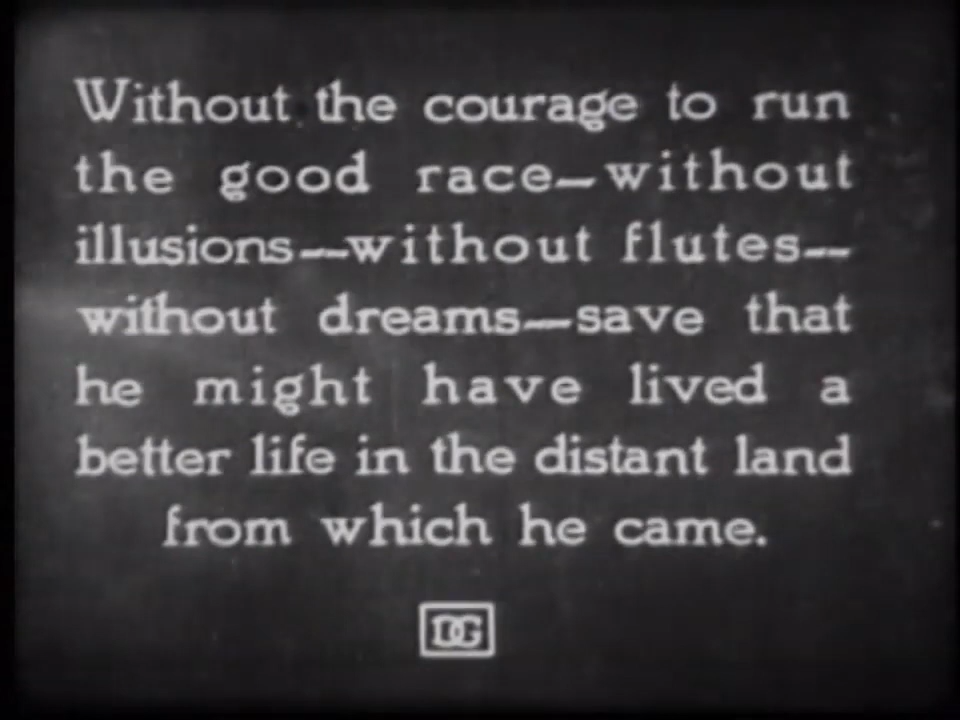 Without the courage to run
the good race—without
illusions—without flutes—
without dreams—save that
he might have lived a
better life in the distant land
from which he came.
DG